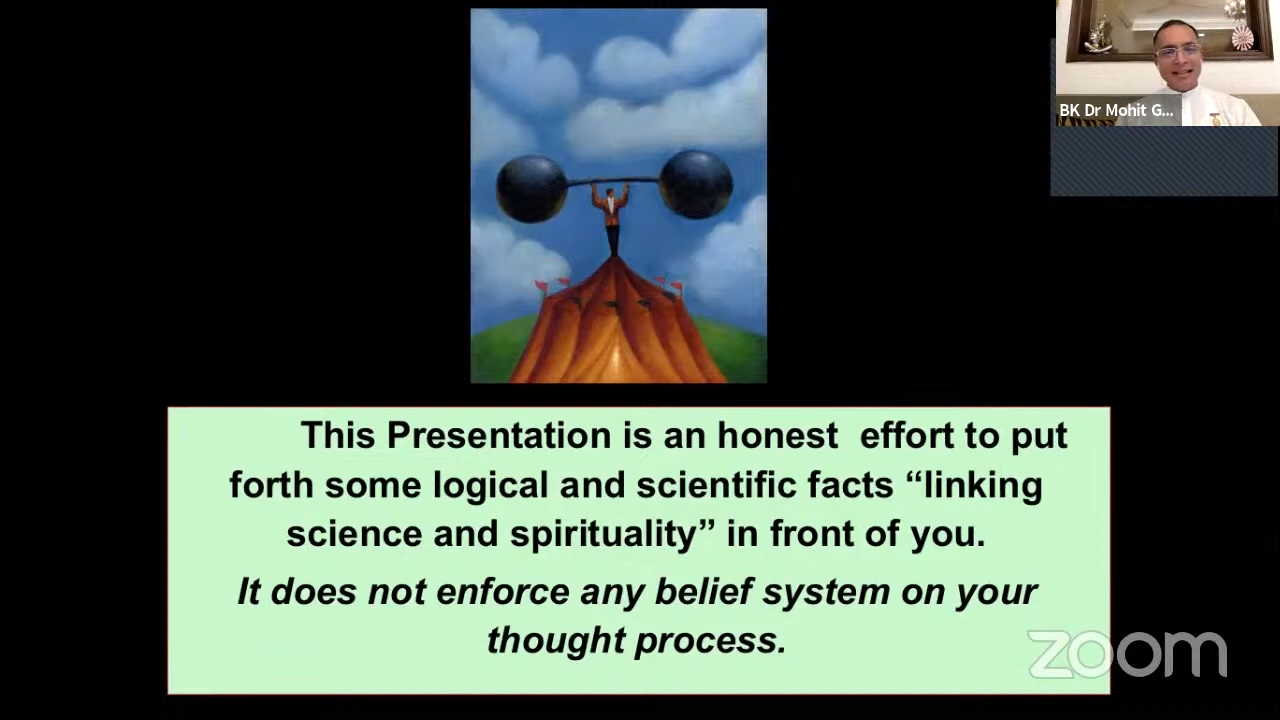 BK Dr Mohit G...
This Presentation is an honest effort to put
forth some logical and scientific facts “linking
science and spirituality” in front of you.
It does not enforce any belief system on your
thought process.
zoom